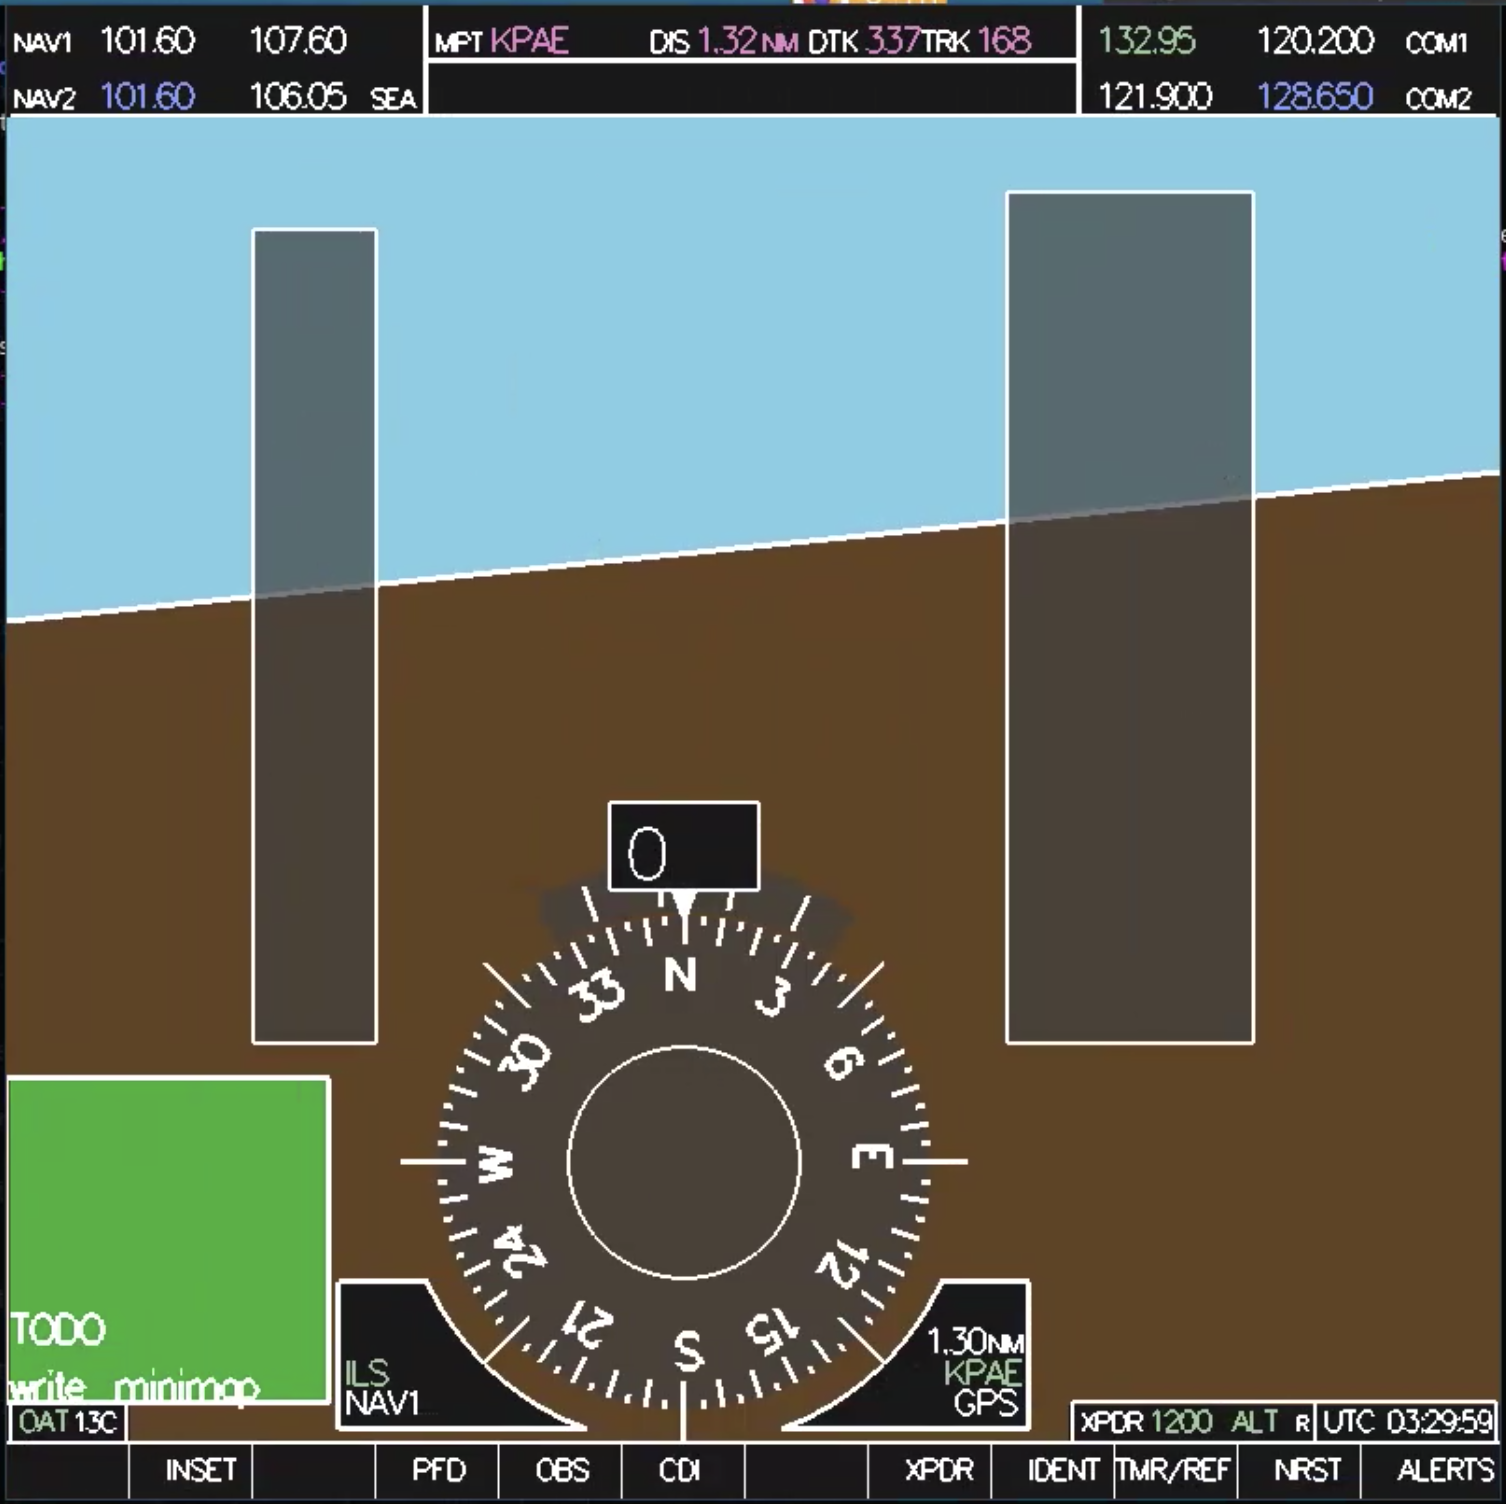 NAV1 101.60 107.60
MPT KPAE DIS 1.32 NM DTK 337 TRK 168
132.95 120.200 COM1
NAV2 101.60 106.05 SEA
121.900 128.650 COM2
0
N
33 3
30 6
W E
24 12
21 15
S
TODO
write minimap
ILS
NAV1
1.30NM
KPAE
GPS
OAT 13C
XPDR 1200 ALT R UTC 03:29:59
INSET PFD OBS CDI XPDR IDENT TMR/REF NRST ALERTS